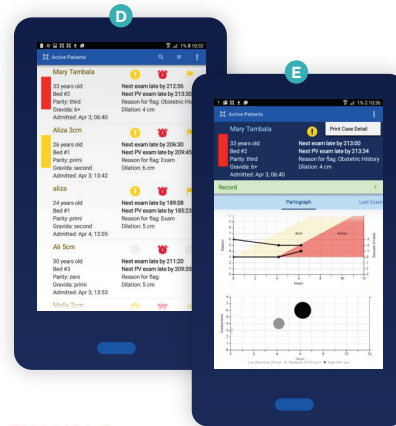 D
1% 10:32
Active Patients
Mary Tambala
33 years old
Bed #2
Parity: third
Gravida: 6+
Admitted: Apr 3; 06:40
Next exam late by 212:56
Next PV exam late by 213:30
Reason for flag: Obstetric His
Dilation: 4 cm
Aliza 3cm
26 years old
Bed #2
Parity: primi
Gravida: second
Admitted: Apr 3; 13:42
Next exam late by 206:30
Next PV exam late by 209:45
Reason for flag: Exam
Dilation: 6 cm
aliza
24 years old
Bed #1
Parity: primi
Gravida: second
Admitted: Apr 4, 12:05
Next exam late by 189:08
Next PV exam late by 185:23
Reason for flag:
Dilation: 5 cm
Ali 5cm
30 years old
Bed #3
Parity: zero
Gravida: primi
Admitted: Apr 3; 13:53
Next exam late by 211:20
Next PV exam late by 209:35
Reason for flag:
Dilation: 5 cm
Molly 2cm
E
1% 10:36
Active Patients
Mary Tambala
Print Case Detail
33 years old
Bed #2
Parity: third
Gravida: 6+
Admitted: Apr 3; 06:40
Next exam late by 213:00
Next PV exam late by 213:34
Reason for flag: Obstetric History
Dilation: 4 cm
Record
Partograph
Last Exam
Alert
Action
Hours
Hours